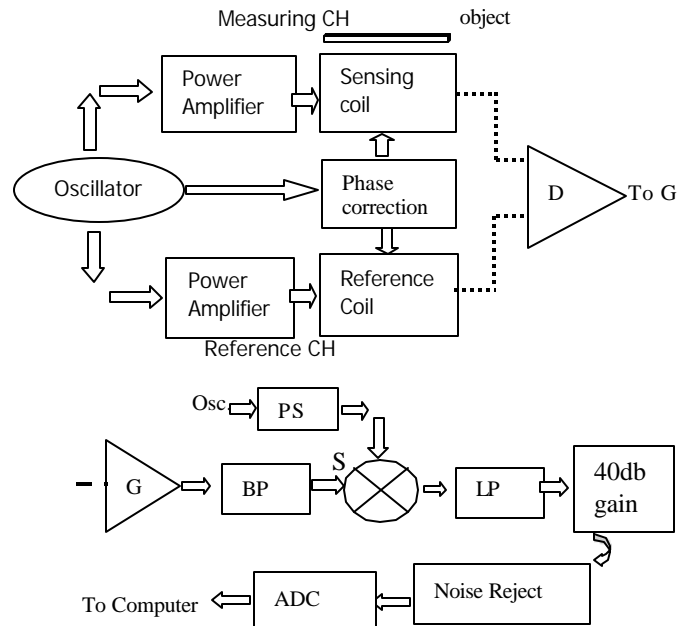 Measuring CH
object
Power
Amplifier
Sensing
coil
Oscillator
Phase
correction
D
To G
Power
Amplifier
Reference
Coil
Reference CH
Osc
PS
G
BP
S
LP
40db
gain
To Computer
ADC
Noise Reject